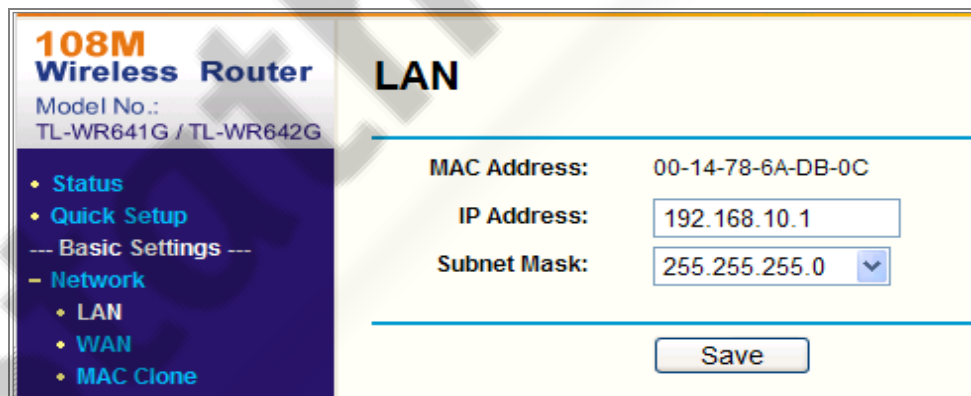 108M
Wireless Router
Model No.:
TL-WR641G / TL-WR642G
• Status
• Quick Setup
--- Basic Settings ---
– Network
• LAN
• WAN
• MAC Clone
LAN
MAC Address: 00-14-78-6A-DB-0C
IP Address: 192.168.10.1
Subnet Mask: 255.255.255.0
Save